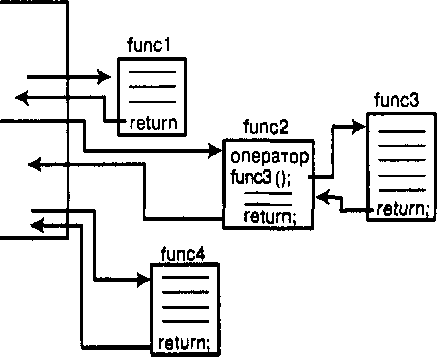 func1
return
func2
оператор
func3 ();
return;
func3
return;
func4
return;